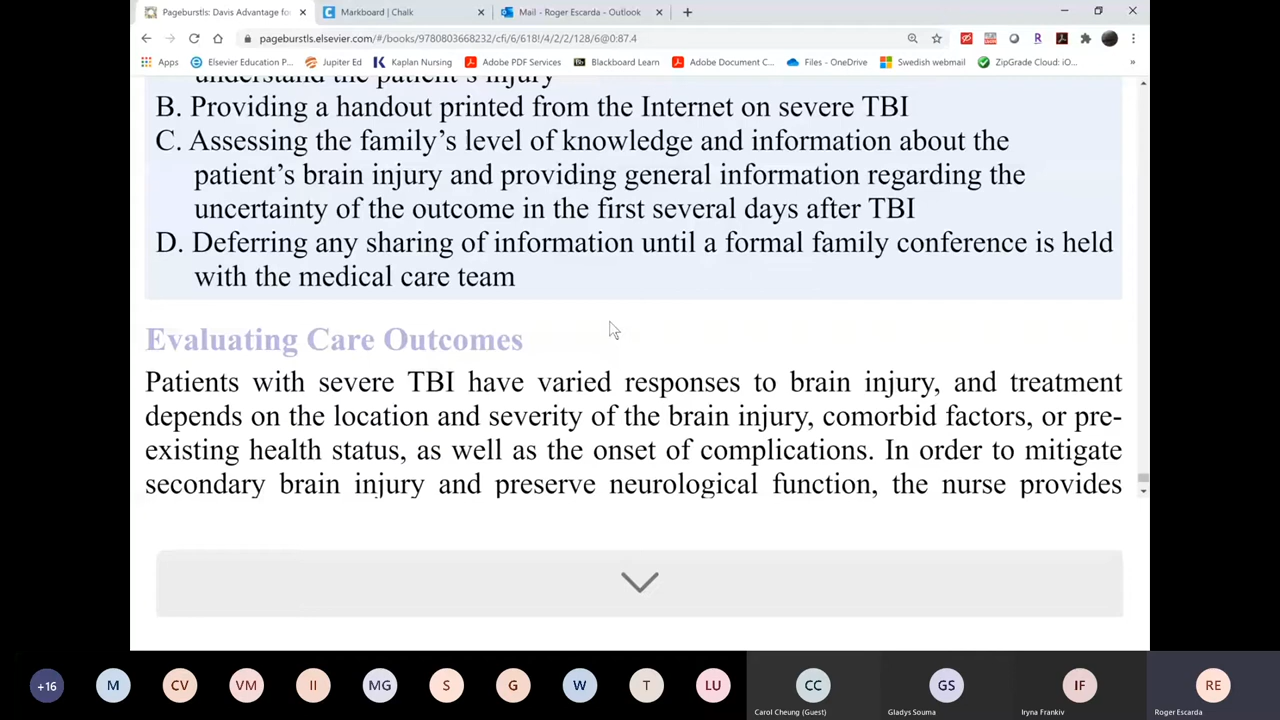 Pageburstls: Davis Advantage for
Markboard | Chalk
Mail - Roger Escarda - Outlook
pageburstls.elsevier.com/#/books/9780803668232/cfi/6/618!/4/2/2/128/6@0:87.4
Apps
Elsevier Education P...
Jupiter Ed
Kaplan Nursing
Adobe PDF Services
Blackboard Learn
Adobe Document C...
Files - OneDrive
Swedish webmail
ZipGrade Cloud: iO...
»
understand the patient's injury
B. Providing a handout printed from the Internet on severe TBI
C. Assessing the family's level of knowledge and information about the
patient's brain injury and providing general information regarding the
uncertainty of the outcome in the first several days after TBI
D. Deferring any sharing of information until a formal family conference is held
with the medical care team
Evaluating Care Outcomes
Patients with severe TBI have varied responses to brain injury, and treatment
depends on the location and severity of the brain injury, comorbid factors, or pre-
existing health status, as well as the onset of complications. In order to mitigate
secondary brain injury and preserve neurological function, the nurse provides
+16
M
CV
VM
II
MG
S
G
W
T
LU
CC
GS
IF
RE
Carol Cheung (Guest)
Gladys Souma
Iryna Frankiv
Roger Escarda